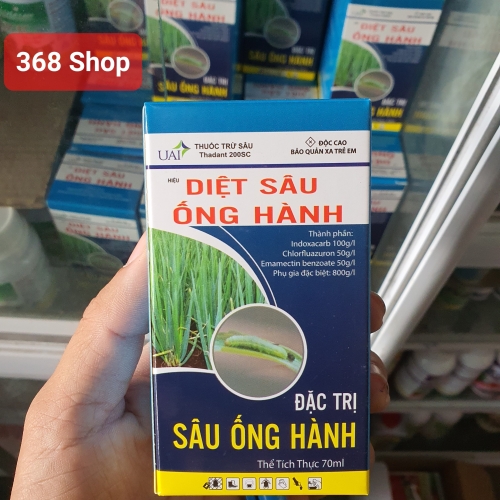 368 Shop
UAI
THUỐC TRỪ SÂU
Thadant 200SC
ĐỘC CAO
BẢO QUẢN XA TRẺ EM
HIỆU
DIỆT SÂU
ỐNG HÀNH
Thành phần:
Indoxacarb 100g/l
Chlorfluazuron 50g/l
Emamectin benzoate 50g/l
Phụ gia đặc biệt: 800g/l
ĐẶC TRỊ
SÂU ỐNG HÀNH
Thể Tích Thực 70ml
DIỆT SÂU
ỐNG HÀNH
ĐẶC TRỊ
SÂU ỐNG HÀNH